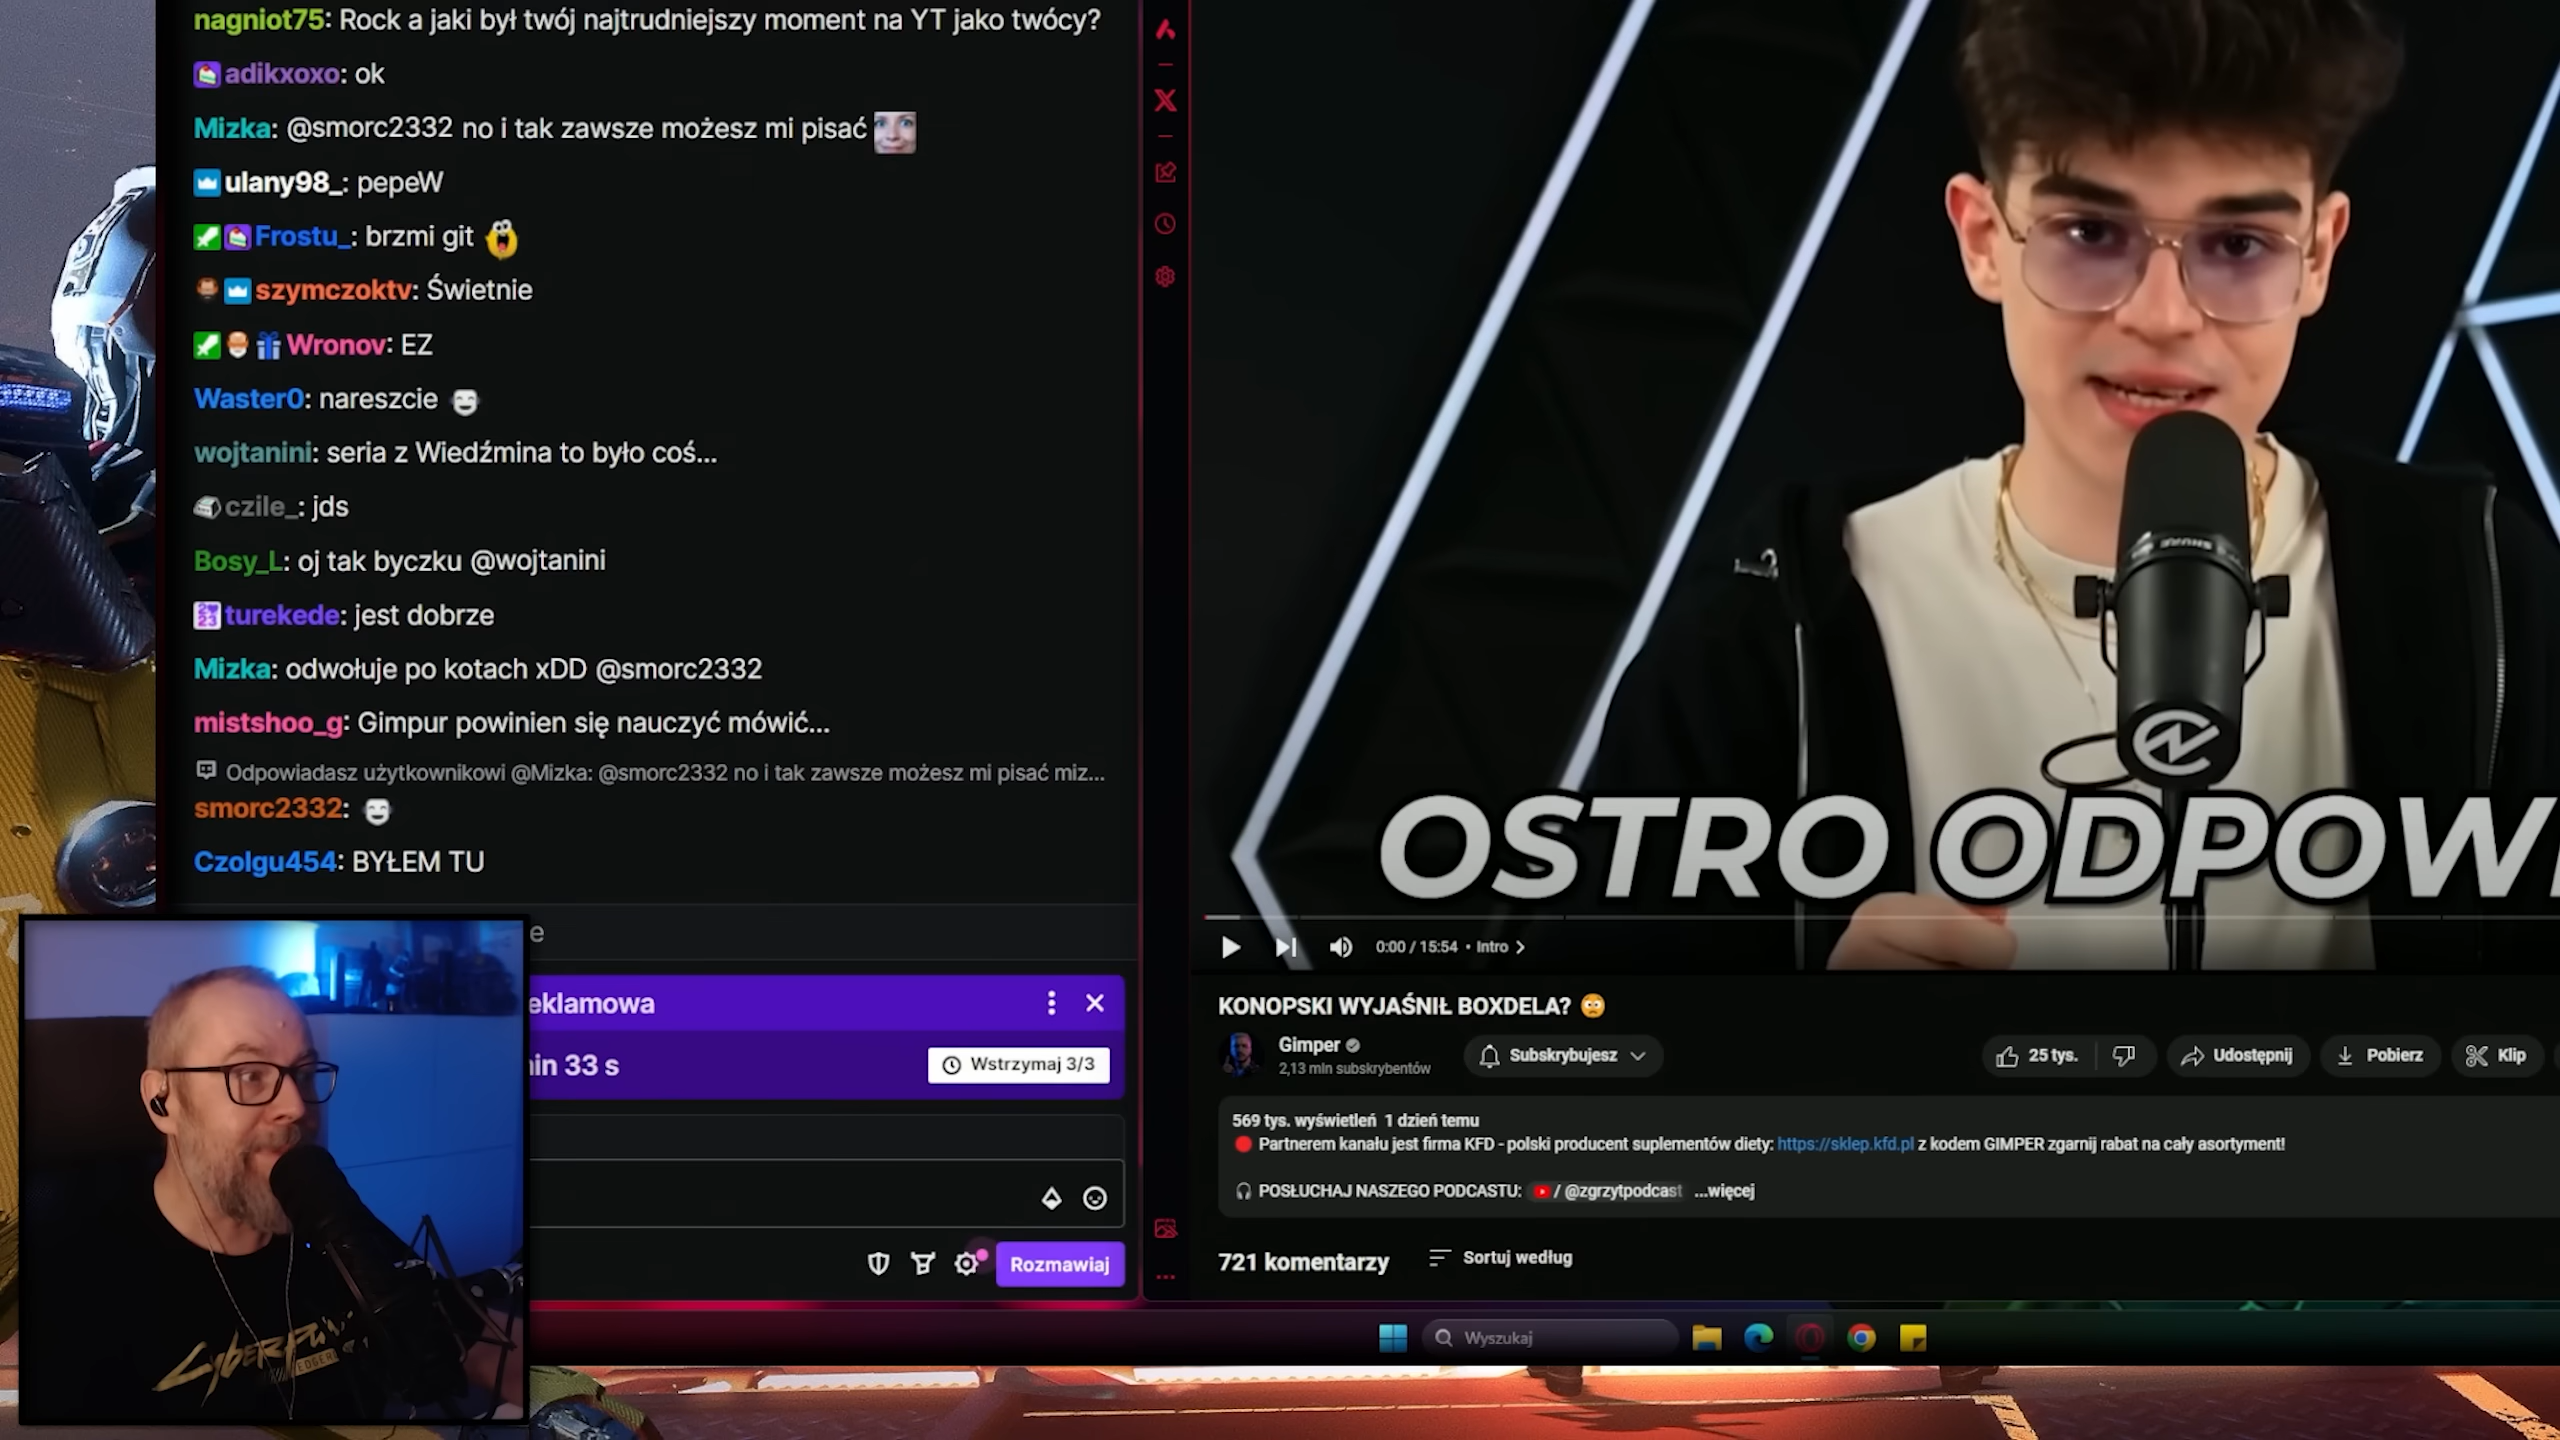 nagniot75: Rock a jaki był twój najtrudniejszy moment na YT jako twócy?
adikxoxo: ok
Mizka: @smorc2332 no i tak zawsze możesz mi pisać
ulany98_: pepeW
Frostu_: brzmi git
szymczoktv: Świetnie
Wronov: EZ
Waster0: nareszcie
wojtanini: seria z Wiedźmina to było coś...
czile_: jds
Bosy_L: oj tak byczku @wojtanini
turekede: jest dobrze
Mizka: odwołuje po kotach xDD @smorc2332
mistshoo_g: Gimpur powinien się nauczyć mówić...
Odpowiadasz użytkownikowi @Mizka: @smorc2332 no i tak zawsze możesz mi pisać miz...
smorc2332:
Czolgu454: BYŁEM TU
e
eklamowa
in 33 s
Wstrzymaj 3/3
Rozmawiaj
SHURE
OSTRO ODPOWI
0:00 / 15:54 • Intro
KONOPSKI WYJAŚNIŁ BOXDELA? 😳
Gimper
2,13 mln subskrybentów
Subskrybujesz
25 tys.
Udostępnij
Pobierz
Klip
569 tys. wyświetleń 1 dzień temu
🔴 Partnerem kanału jest firma KFD - polski producent suplementów diety: https://sklep.kfd.pl z kodem GIMPER zgarnij rabat na cały asortyment!
🎧 POSŁUCHAJ NASZEGO PODCASTU: / @zgrzytpodcast ...więcej
721 komentarzy
Sortuj według
Wyszukaj
Cyberpunk
EDGER